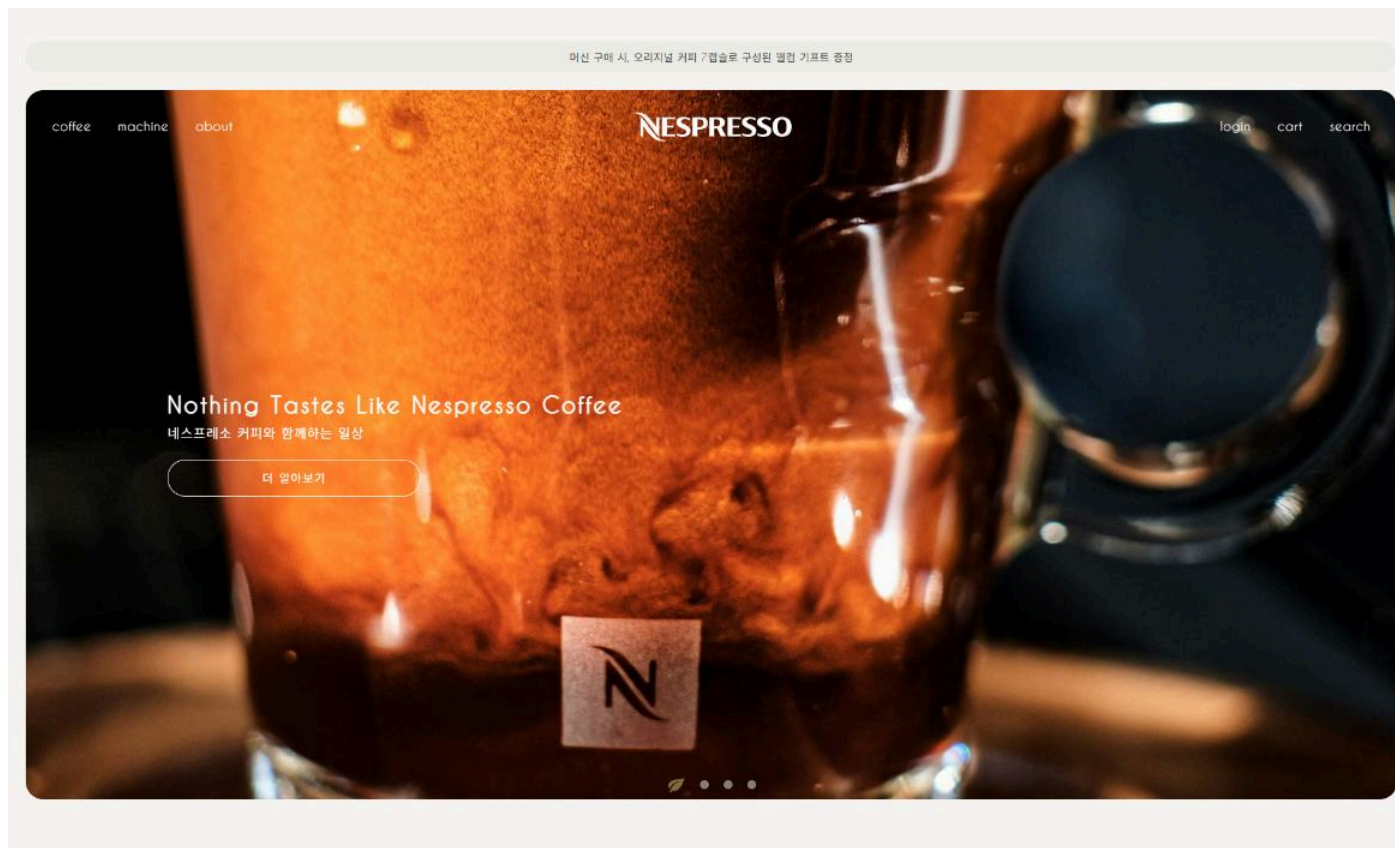 머신 구매 시, 오리지널 커피 7캡슐로 구성된 웰컴 기프트 증정
coffee machine about NESPRESSO login cart search
Nothing Tastes Like Nespresso Coffee
네스프레소 커피와 함께하는 일상
더 알아보기
N